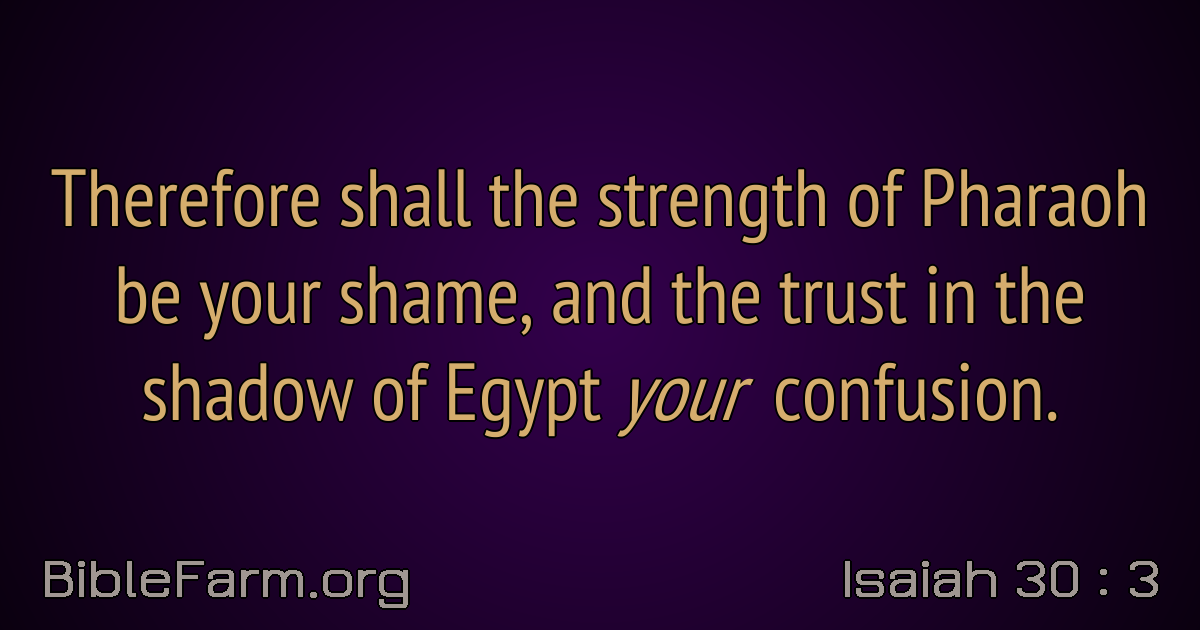 Therefore shall the strength of Pharaoh
be your shame, and the trust in the
shadow of Egypt your confusion.
BibleFarm.org
Isaiah 30 : 3